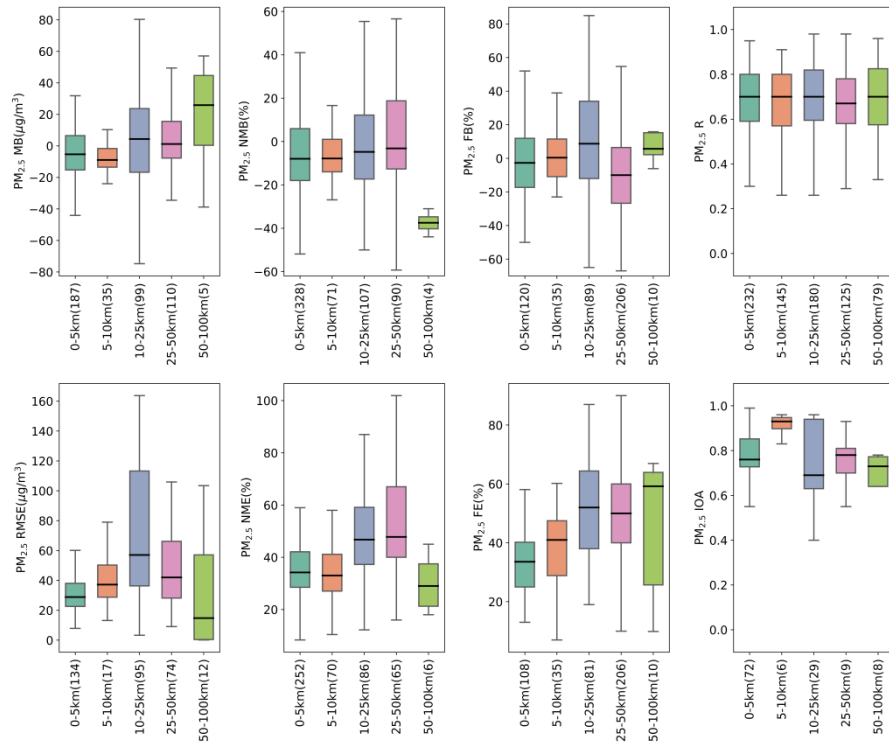 PM2.5 MB(μg/m³)
80
60
40
20
0
−20
−40
−60
−80
0-5km(187)
5-10km(35)
10-25km(99)
25-50km(110)
50-100km(5)
PM2.5 NMB(%)
60
40
20
0
−20
−40
−60
0-5km(328)
5-10km(71)
10-25km(107)
25-50km(90)
50-100km(4)
PM2.5 FB(%)
80
60
40
20
0
−20
−40
−60
0-5km(120)
5-10km(35)
10-25km(89)
25-50km(206)
50-100km(10)
PM2.5 R
1.0
0.8
0.6
0.4
0.2
0.0
0-5km(232)
5-10km(145)
10-25km(180)
25-50km(125)
50-100km(79)
PM2.5 RMSE(μg/m³)
160
140
120
100
80
60
40
20
0
0-5km(134)
5-10km(17)
10-25km(95)
25-50km(74)
50-100km(12)
PM2.5 NME(%)
100
80
60
40
20
0-5km(252)
5-10km(70)
10-25km(86)
25-50km(65)
50-100km(6)
PM2.5 FE(%)
80
60
40
20
0-5km(108)
5-10km(35)
10-25km(81)
25-50km(206)
50-100km(10)
PM2.5 IOA
1.0
0.8
0.6
0.4
0.2
0.0
0-5km(72)
5-10km(6)
10-25km(29)
25-50km(9)
50-100km(8)